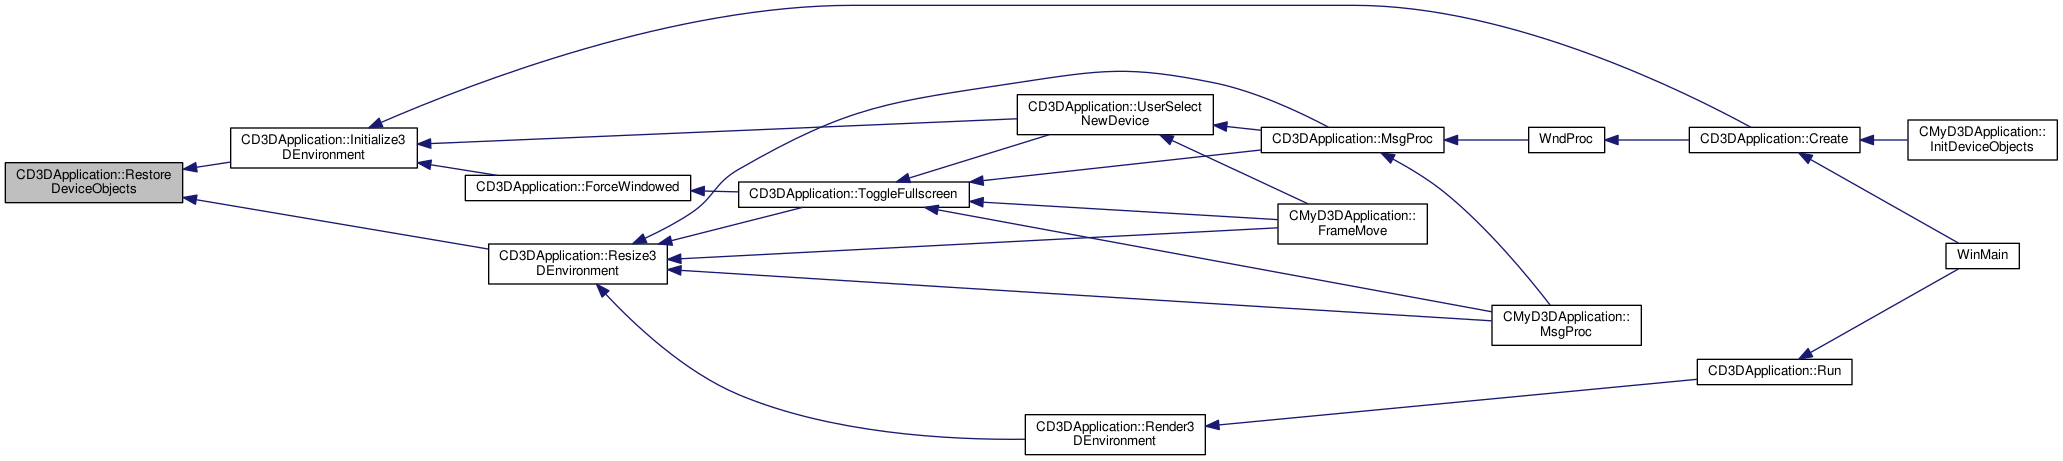 CD3DApplication::Restore
DeviceObjects
CD3DApplication::Initialize3
DEnvironment
CD3DApplication::ForceWindowed
CD3DApplication::Resize3
DEnvironment
CD3DApplication::ToggleFullscreen
CD3DApplication::UserSelect
NewDevice
CD3DApplication::Render3
DEnvironment
CD3DApplication::MsgProc
CMyD3DApplication::
FrameMove
CMyD3DApplication::
MsgProc
WndProc
CD3DApplication::Create
CD3DApplication::Run
CMyD3DApplication::
InitDeviceObjects
WinMain